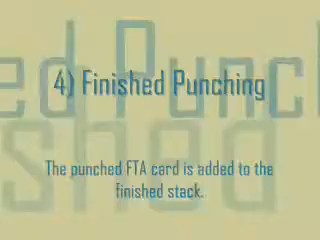 4) Finished Punching
The punched FTA card is added to the
finished stack.